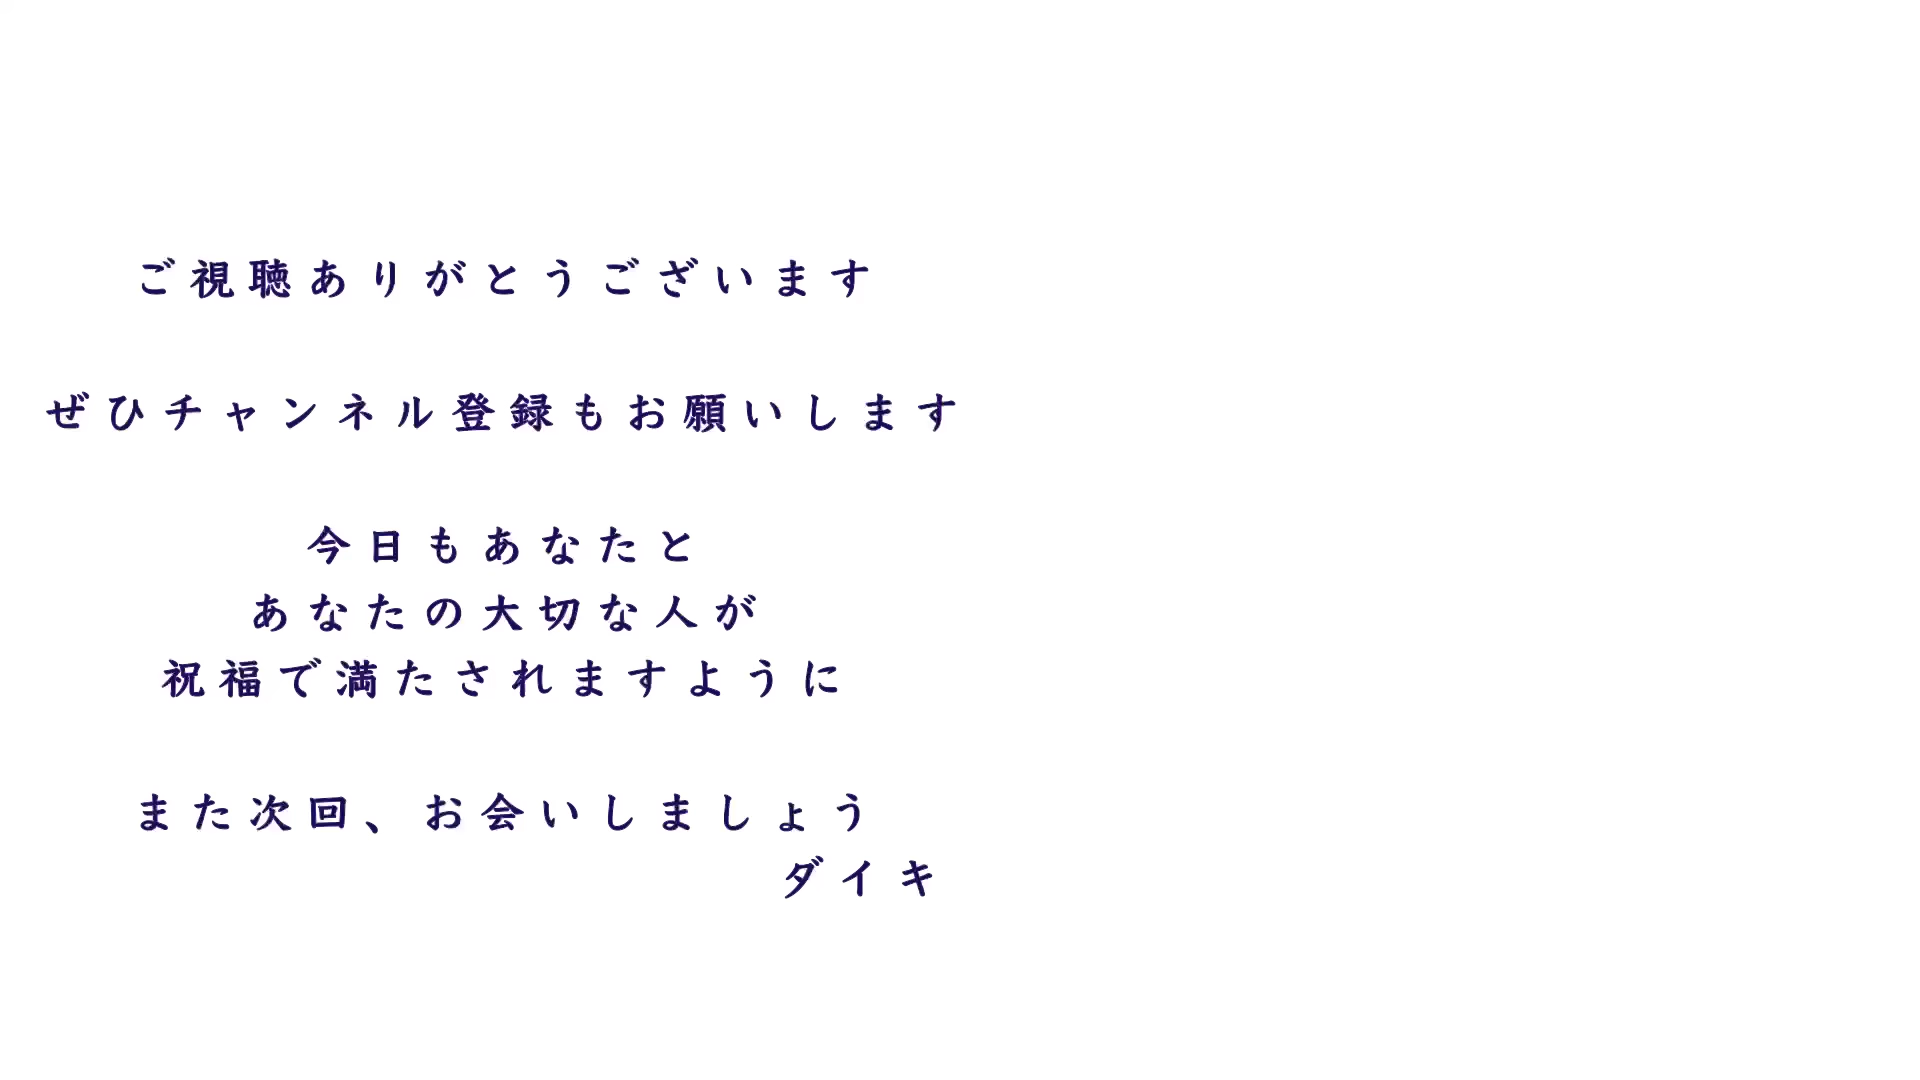 ご視聴ありがとうございます
ぜひチャンネル登録もお願いします
今日もあなたと
あなたの大切な人が
祝福で満たされますように
また次回、お会いしましょう
ダイキ